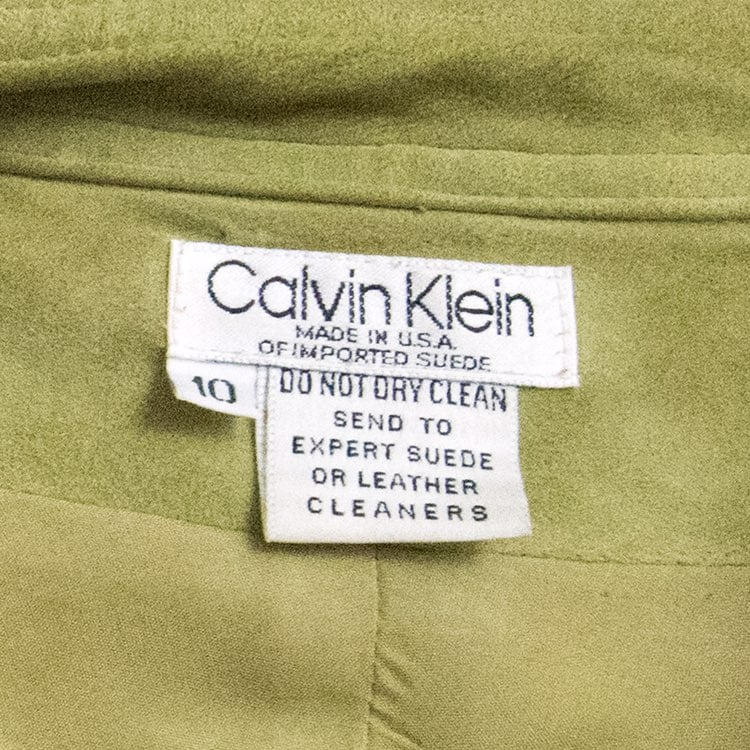 Calvin Klein
MADE IN U.S.A.
OF IMPORTED SUEDE
10
DO NOT DRY CLEAN
SEND TO
EXPERT SUEDE
OR LEATHER
CLEANERS